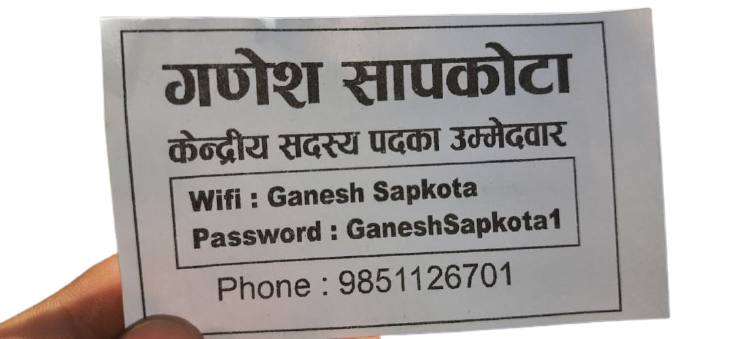 गणेश सापकोटा
केन्द्रीय सदस्य पदका उम्मेदवार
Wifi : Ganesh Sapkota
Password : GaneshSapkota1
Phone : 9851126701